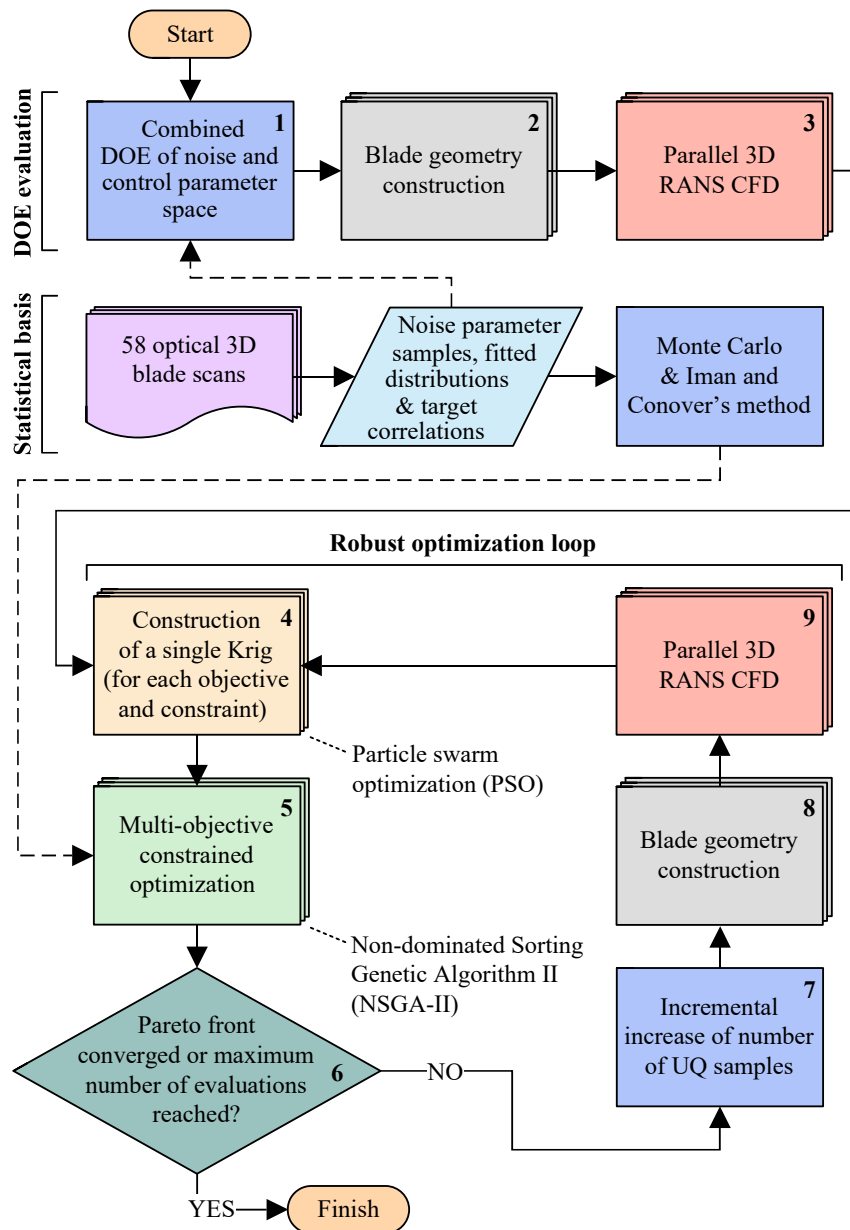 Start
DOE evaluation
Combined
DOE of noise and
control parameter
space
1
Blade geometry
construction
2
Parallel 3D
RANS CFD
3
Statistical basis
58 optical 3D
blade scans
Noise parameter
samples, fitted
distributions
& target
correlations
Monte Carlo
& Iman and
Conover's method
Robust optimization loop
Construction
of a single Krig
(for each objective
and constraint)
4
Parallel 3D
RANS CFD
9
Particle swarm
optimization (PSO)
Multi-objective
constrained
optimization
5
Blade geometry
construction
8
Non-dominated Sorting
Genetic Algorithm II
(NSGA-II)
Pareto front
converged or maximum
number of evaluations
reached?
6
NO
Incremental
increase of number
of UQ samples
7
YES
Finish